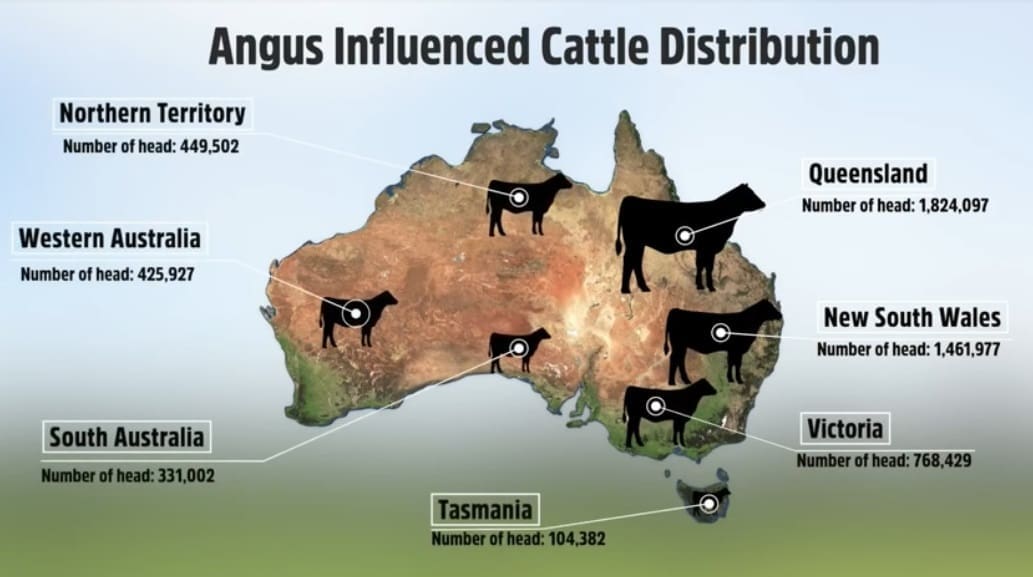 Angus Influenced Cattle Distribution
Northern Territory
Number of head: 449,502
Queensland
Number of head: 1,824,097
Western Australia
Number of head: 425,927
New South Wales
Number of head: 1,461,977
South Australia
Number of head: 331,002
Victoria
Number of head: 768,429
Tasmania
Number of head: 104,382